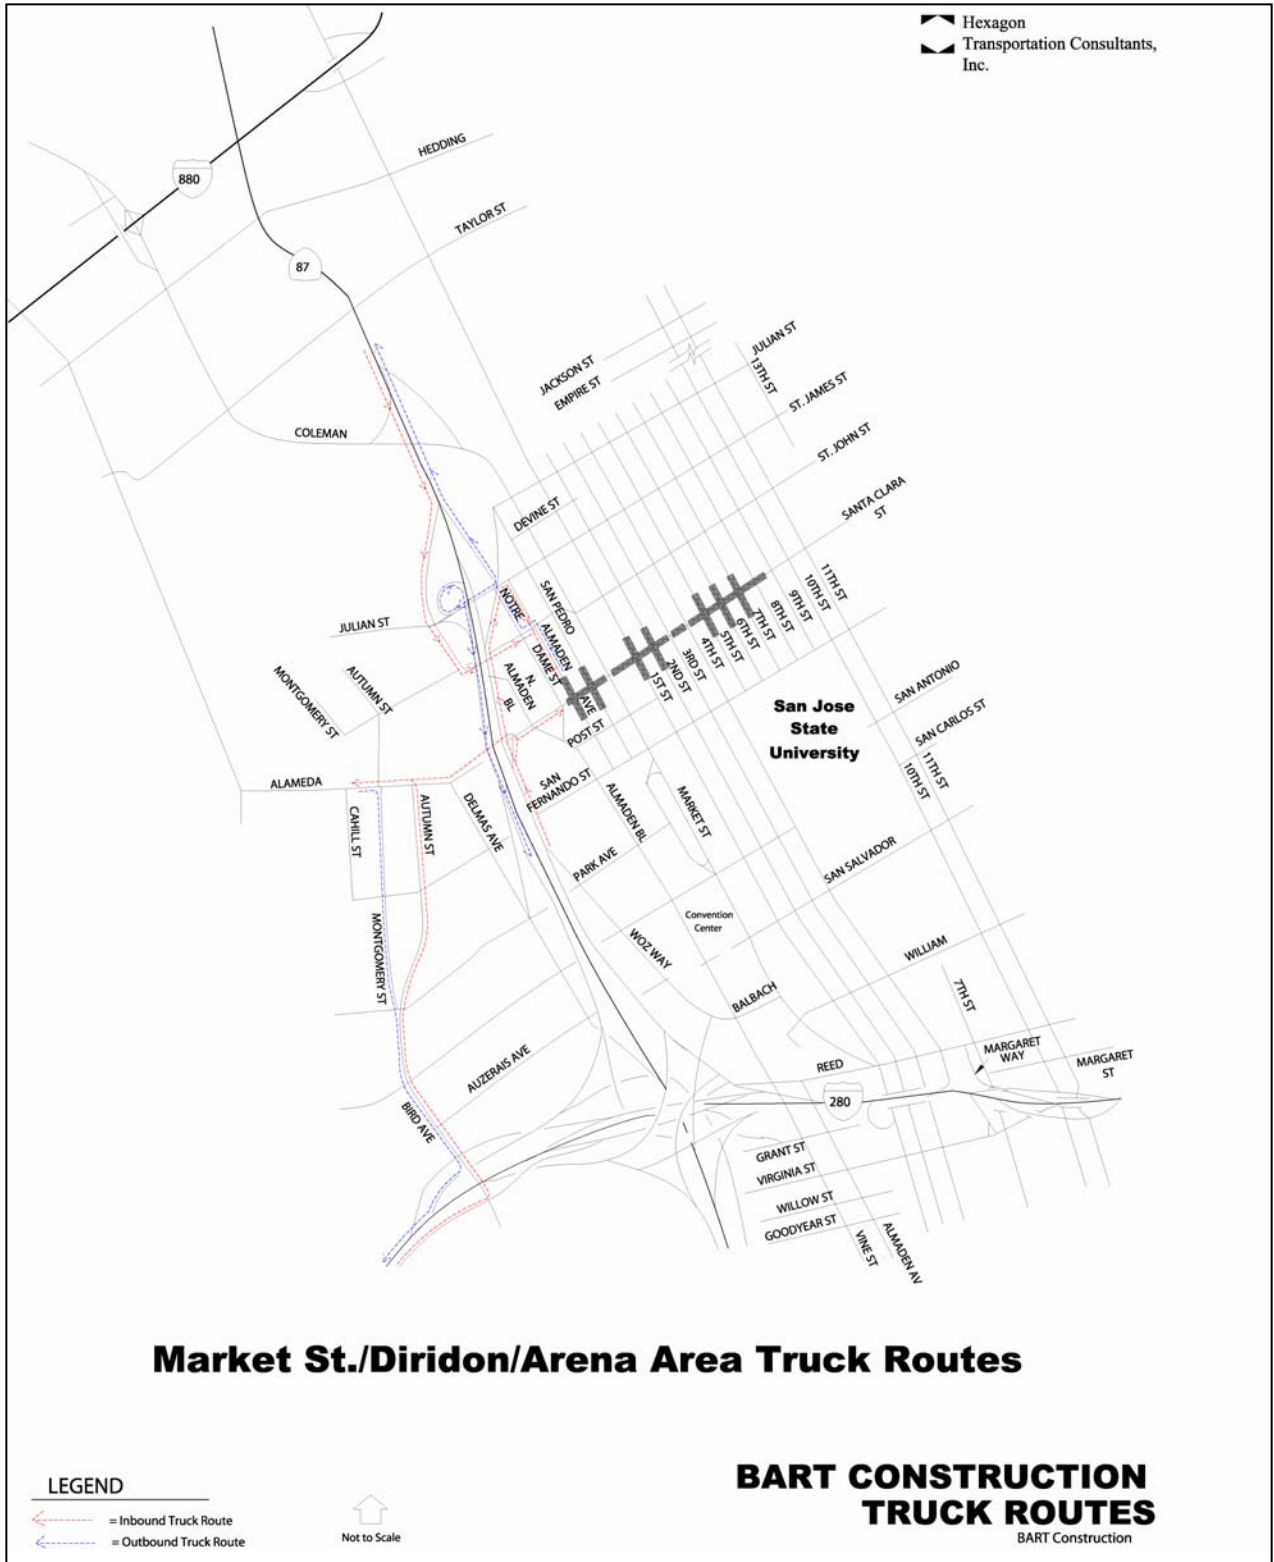 Hexagon
Transportation Consultants,
Inc.
HEDDING
880
TAYLOR ST
87
JULIAN ST
13TH ST
JACKSON ST
EMPIRE ST
ST. JAMES ST
COLEMAN
ST. JOHN ST
SANTA CLARA
ST
DEVINE ST
11TH ST
10TH ST
9TH ST
8TH ST
7TH ST
6TH ST
5TH ST
4TH ST
3RD ST
2ND ST
1ST ST
NOTRE
DAME ST
SAN PEDRO
ALMADEN
AVE
JULIAN ST
AUTUMN ST
MONTGOMERY ST
N.
ALMADEN
BL
POST ST
SAN ANTONIO
San Jose
State
University
SAN CARLOS ST
11TH ST
10TH ST
ALAMEDA
SAN
FERNANDO ST
CAHILL ST
AUTUMN ST
DELMAS AVE
ALMADEN BL
MARKET ST
PARK AVE
SAN SALVADOR
MONTGOMERY ST
Convention
Center
WOZ WAY
WILLIAM
BALBACH
7TH ST
AUZERAIS AVE
REED
MARGARET
WAY
MARGARET
ST
280
BIRD AVE
GRANT ST
VIRGINIA ST
WILLOW ST
GOODYEAR ST
VINE ST
ALMADEN AV
Market St./Diridon/Arena Area Truck Routes
LEGEND
= Inbound Truck Route
= Outbound Truck Route
Not to Scale
BART CONSTRUCTION
TRUCK ROUTES
BART Construction